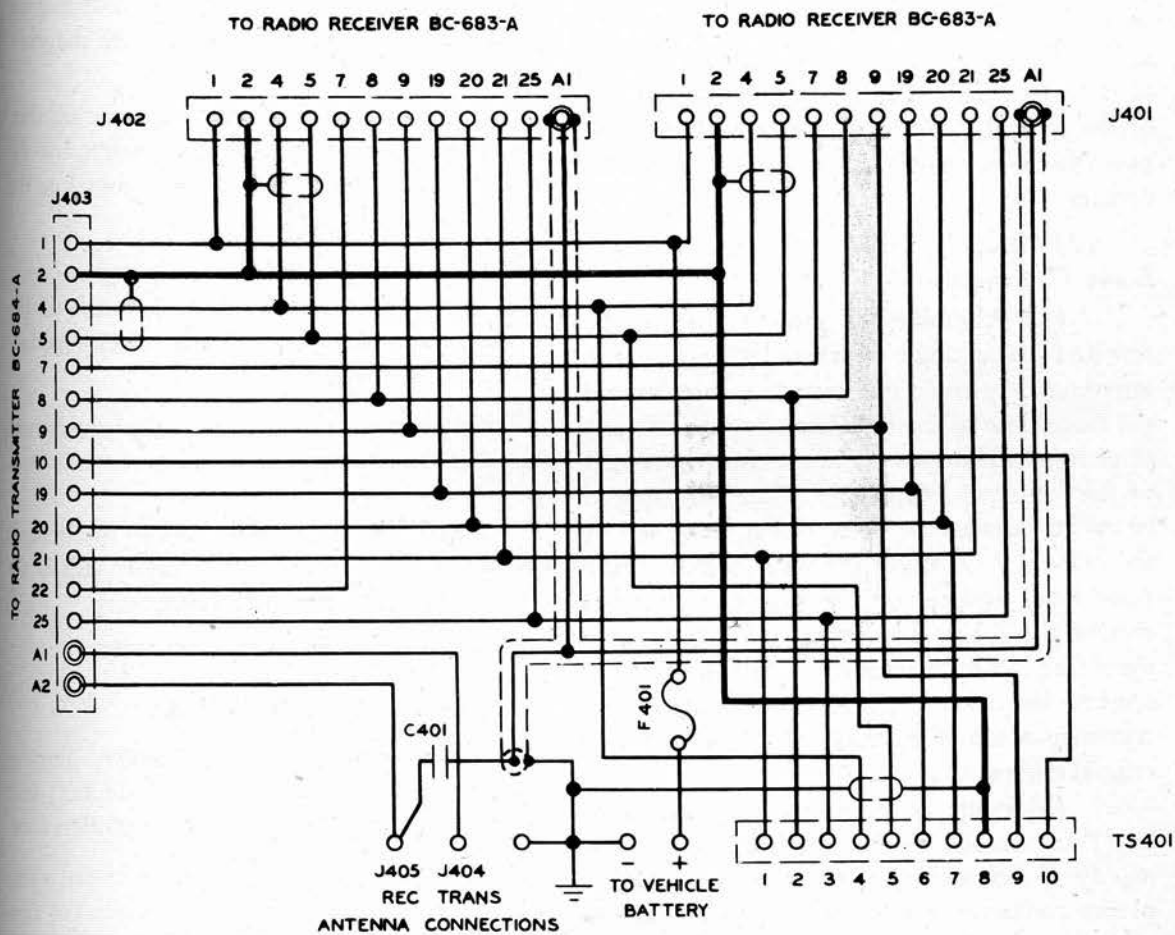 TO RADIO RECEIVER BC-683-A
TO RADIO RECEIVER BC-683-A
1 2 4 5 7 8 9 19 20 21 25 A1
1 2 4 5 7 8 9 19 20 21 25 A1
J402
J401
J403
TO RADIO TRANSMITTER BC-684-A
1
2
4
5
7
8
9
10
19
20
21
22
25
A1
A2
F401
C401
TS401
J405 J404
REC TRANS
ANTENNA CONNECTIONS
- +
TO VEHICLE
BATTERY
1 2 3 4 5 6 7 8 9 10